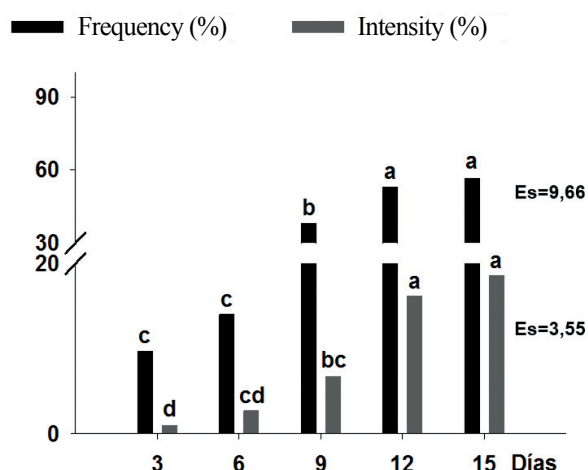 Frequency (%) Intensity (%)
90
60
30
20
0
a
a
b
Es=9,66
c
c
a
a
bc
cd
d
Es=3,55
3 6 9 12 15 Días